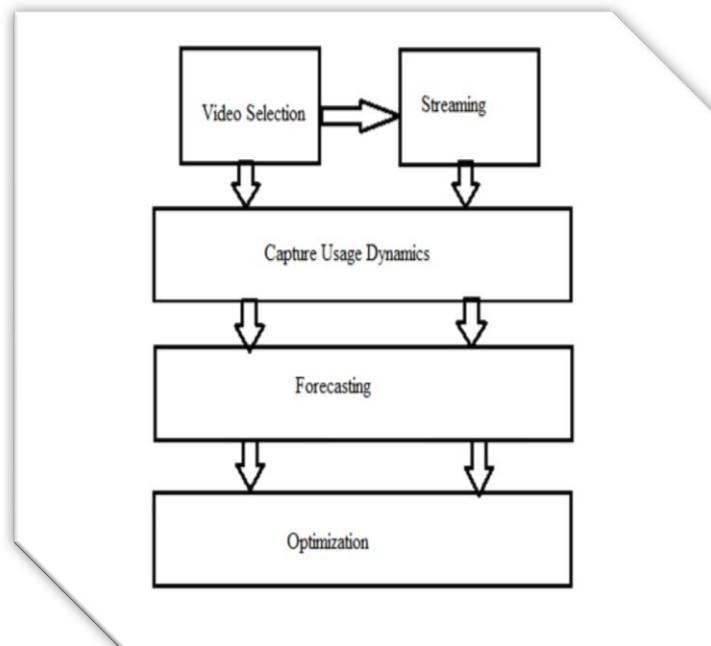 Video Selection
Streaming
Capture Usage Dynamics
Forecasting
Optimization